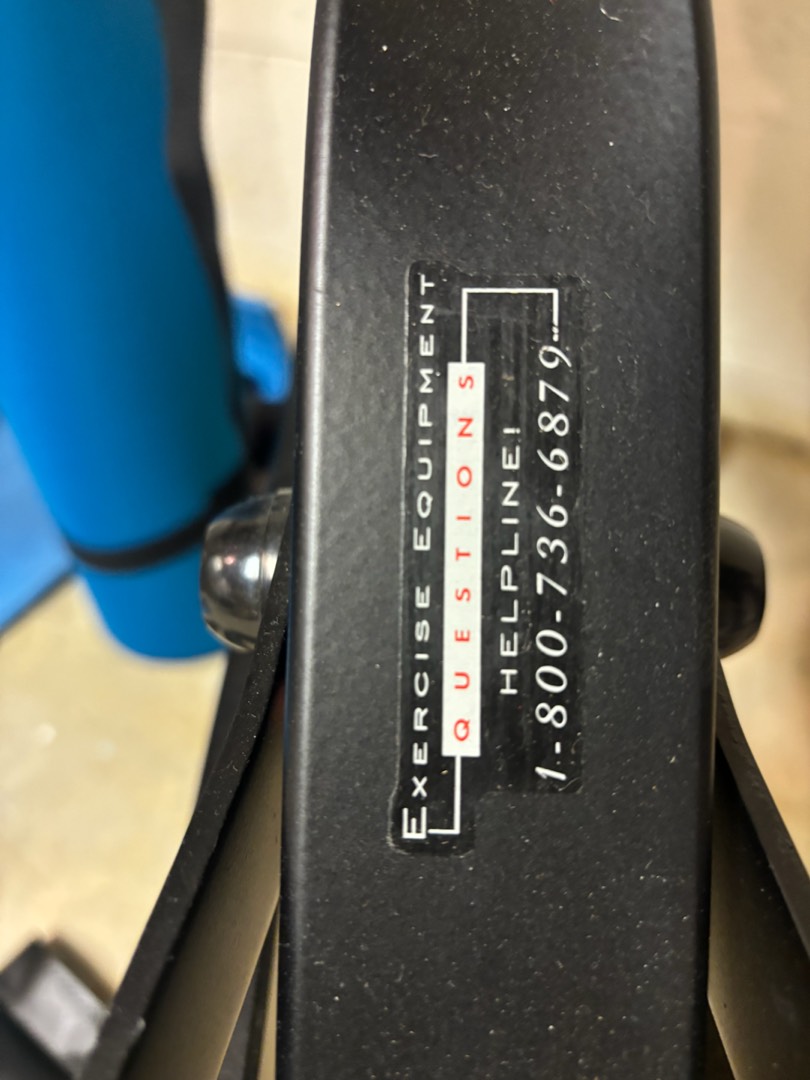 EXERCISE EQUIPMENT
QUESTIONS
HELPLINE!
1-800-736-6879...